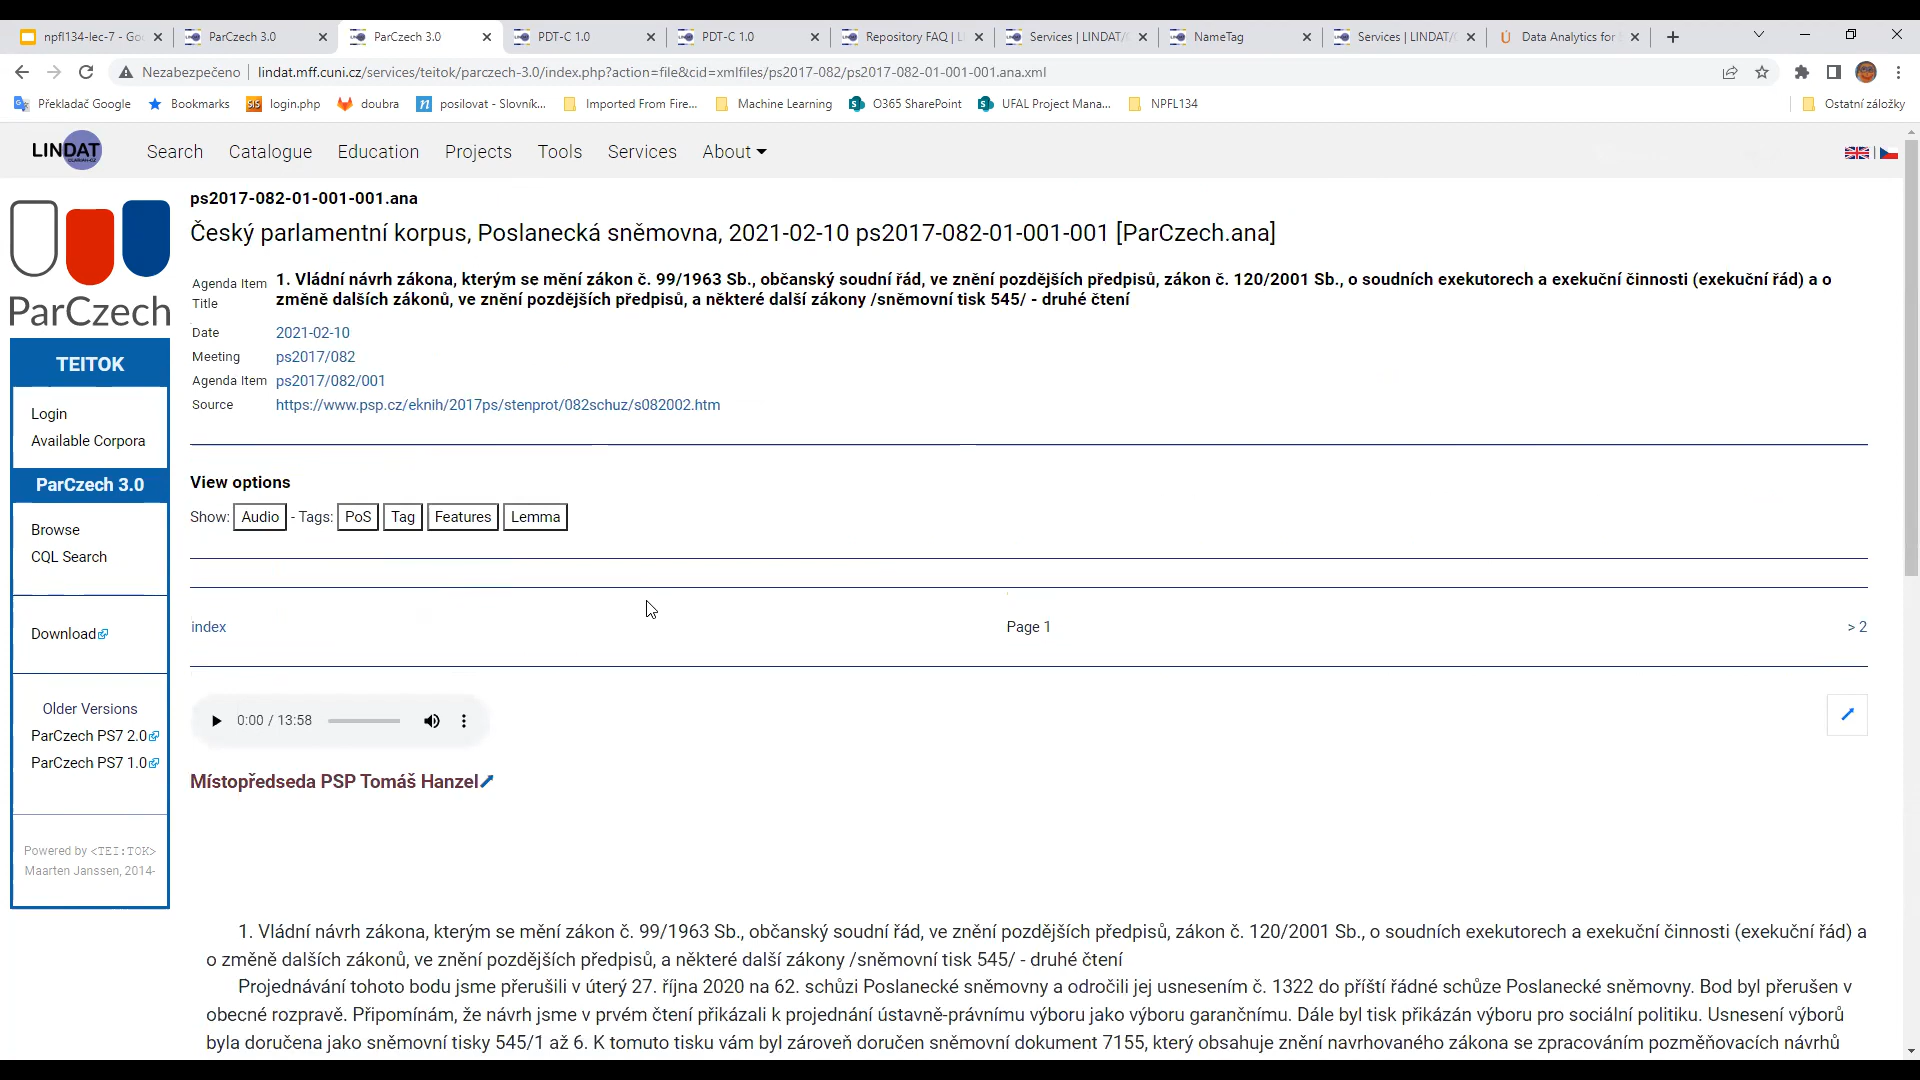 npfl134-lec-7 - Go
ParCzech 3.0
ParCzech 3.0
PDT-C 1.0
PDT-C 1.0
Repository FAQ | L
Services | LINDAT/
NameTag
Services | LINDAT/
Data Analytics for
Nezabezpečeno
lindat.mff.cuni.cz/services/teitok/parczech-3.0/index.php?action=file&cid=xmlfiles/ps2017-082/ps2017-082-01-001-001.ana.xml
Překladač Google
Bookmarks
login.php
doubra
posilovat - Slovník...
Imported From Fire...
Machine Learning
O365 SharePoint
UFAL Project Mana...
NPFL134
Ostatní záložky
LINDAT
Search
Catalogue
Education
Projects
Tools
Services
About
ps2017-082-01-001-001.ana
Český parlamentní korpus, Poslanecká sněmovna, 2021-02-10 ps2017-082-01-001-001 [ParCzech.ana]
ParCzech
Agenda Item Title
1. Vládní návrh zákona, kterým se mění zákon č. 99/1963 Sb., občanský soudní řád, ve znění pozdějších předpisů, zákon č. 120/2001 Sb., o soudních exekutorech a exekuční činnosti (exekuční řád) a o
změně dalších zákonů, ve znění pozdějších předpisů, a některé další zákony /sněmovní tisk 545/ - druhé čtení
Date 2021-02-10
Meeting ps2017/082
Agenda Item ps2017/082/001
Source https://www.psp.cz/eknih/2017ps/stenprot/082schuz/s082002.htm
TEITOK
Login
Available Corpora
ParCzech 3.0
Browse
CQL Search
Download
Older Versions
ParCzech PS7 2.0
ParCzech PS7 1.0
Powered by <TEI:TOK>
Maarten Janssen, 2014-
View options
Show: Audio - Tags: PoS Tag Features Lemma
index
Page 1
> 2
0:00 / 13:58
Místopředseda PSP Tomáš Hanzel
1. Vládní návrh zákona, kterým se mění zákon č. 99/1963 Sb., občanský soudní řád, ve znění pozdějších předpisů, zákon č. 120/2001 Sb., o soudních exekutorech a exekuční činnosti (exekuční řád) a
o změně dalších zákonů, ve znění pozdějších předpisů, a některé další zákony /sněmovní tisk 545/ - druhé čtení
Projednávání tohoto bodu jsme přerušili v úterý 27. října 2020 na 62. schůzi Poslanecké sněmovny a odročili jej usnesením č. 1322 do příští řádné schůze Poslanecké sněmovny. Bod byl přerušen v
obecné rozpravě. Připomínám, že návrh jsme v prvém čtení přikázali k projednání ústavně-právnímu výboru jako výboru garančnímu. Dále byl tisk přikázán výboru pro sociální politiku. Usnesení výborů
byla doručena jako sněmovní tisky 545/1 až 6. K tomuto tisku vám byl zároveň doručen sněmovní dokument 7155, který obsahuje znění navrhovaného zákona se zpracováním pozměňovacích návrhů